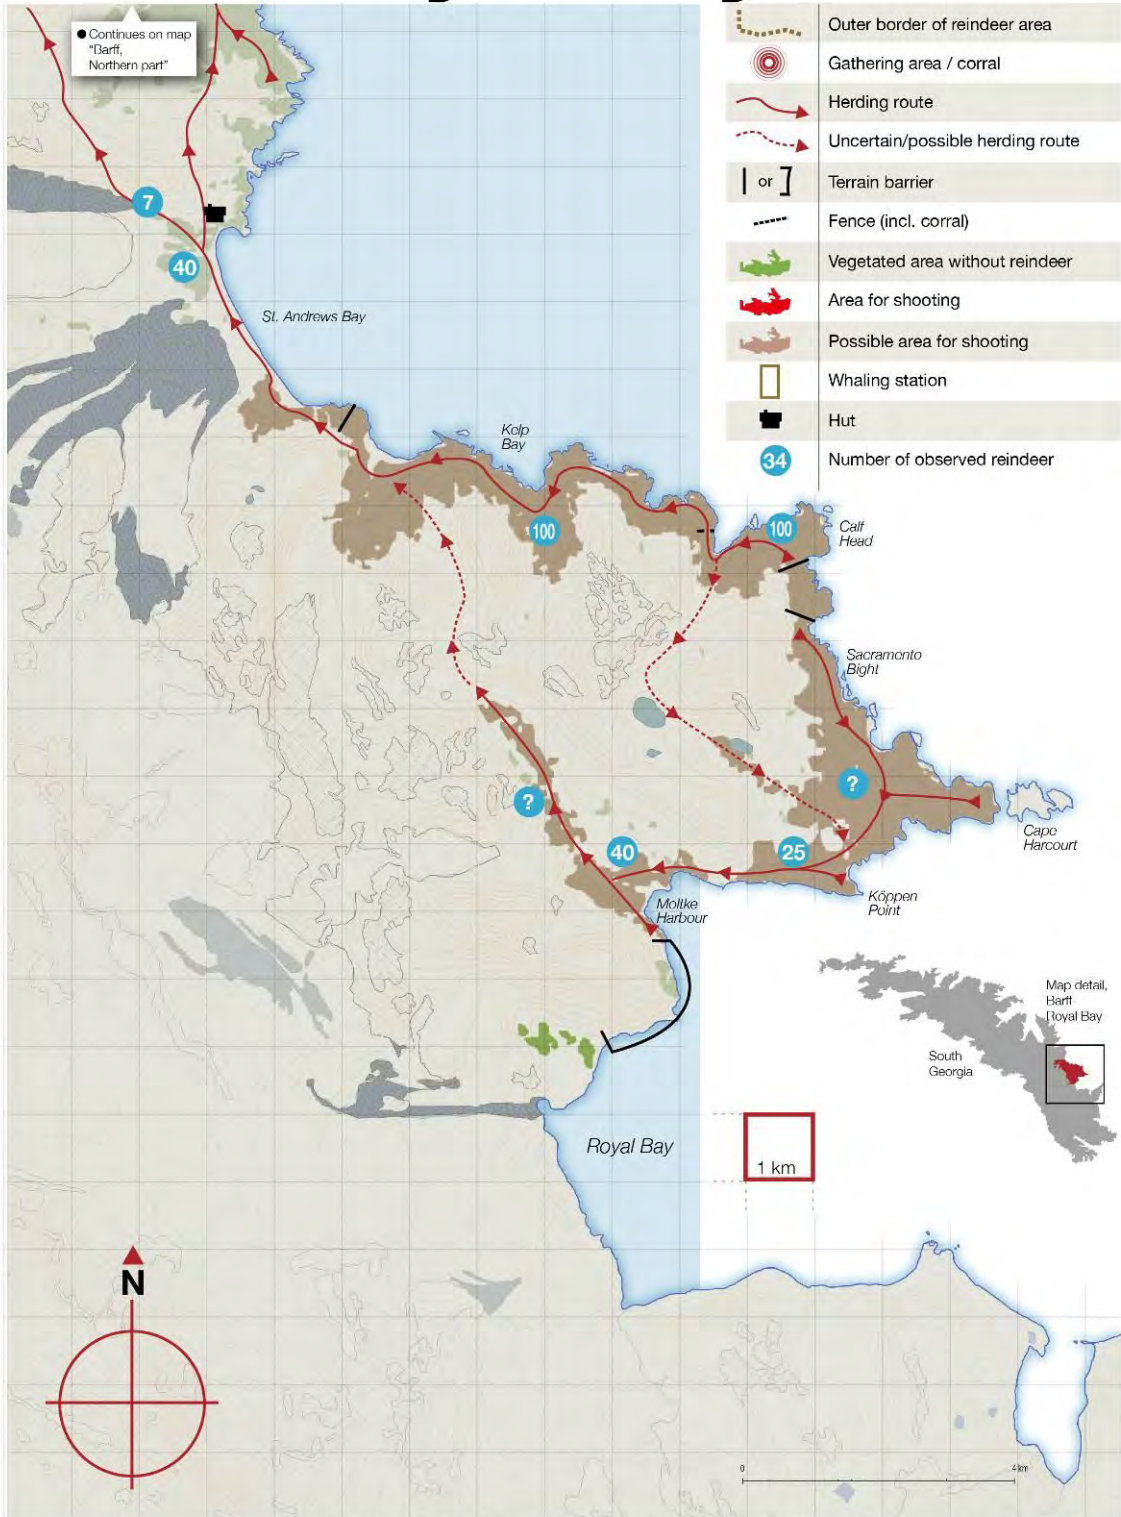 ● Continues on map
"Barff,
Northern part"
Outer border of reindeer area
Gathering area / corral
Herding route
Uncertain/possible herding route
or
Terrain barrier
Fence (incl. corral)
Vegetated area without reindeer
Area for shooting
Possible area for shooting
Whaling station
Hut
34
Number of observed reindeer
7
40
St. Andrews Bay
Kelp
Bay
100
100
Calf
Head
Sacramento
Bight
?
?
40
25
Cape
Harcourt
Moltke
Harbour
Köppen
Point
Map detail,
Barff
Royal Bay
South
Georgia
Royal Bay
1 km
N
0
4 km